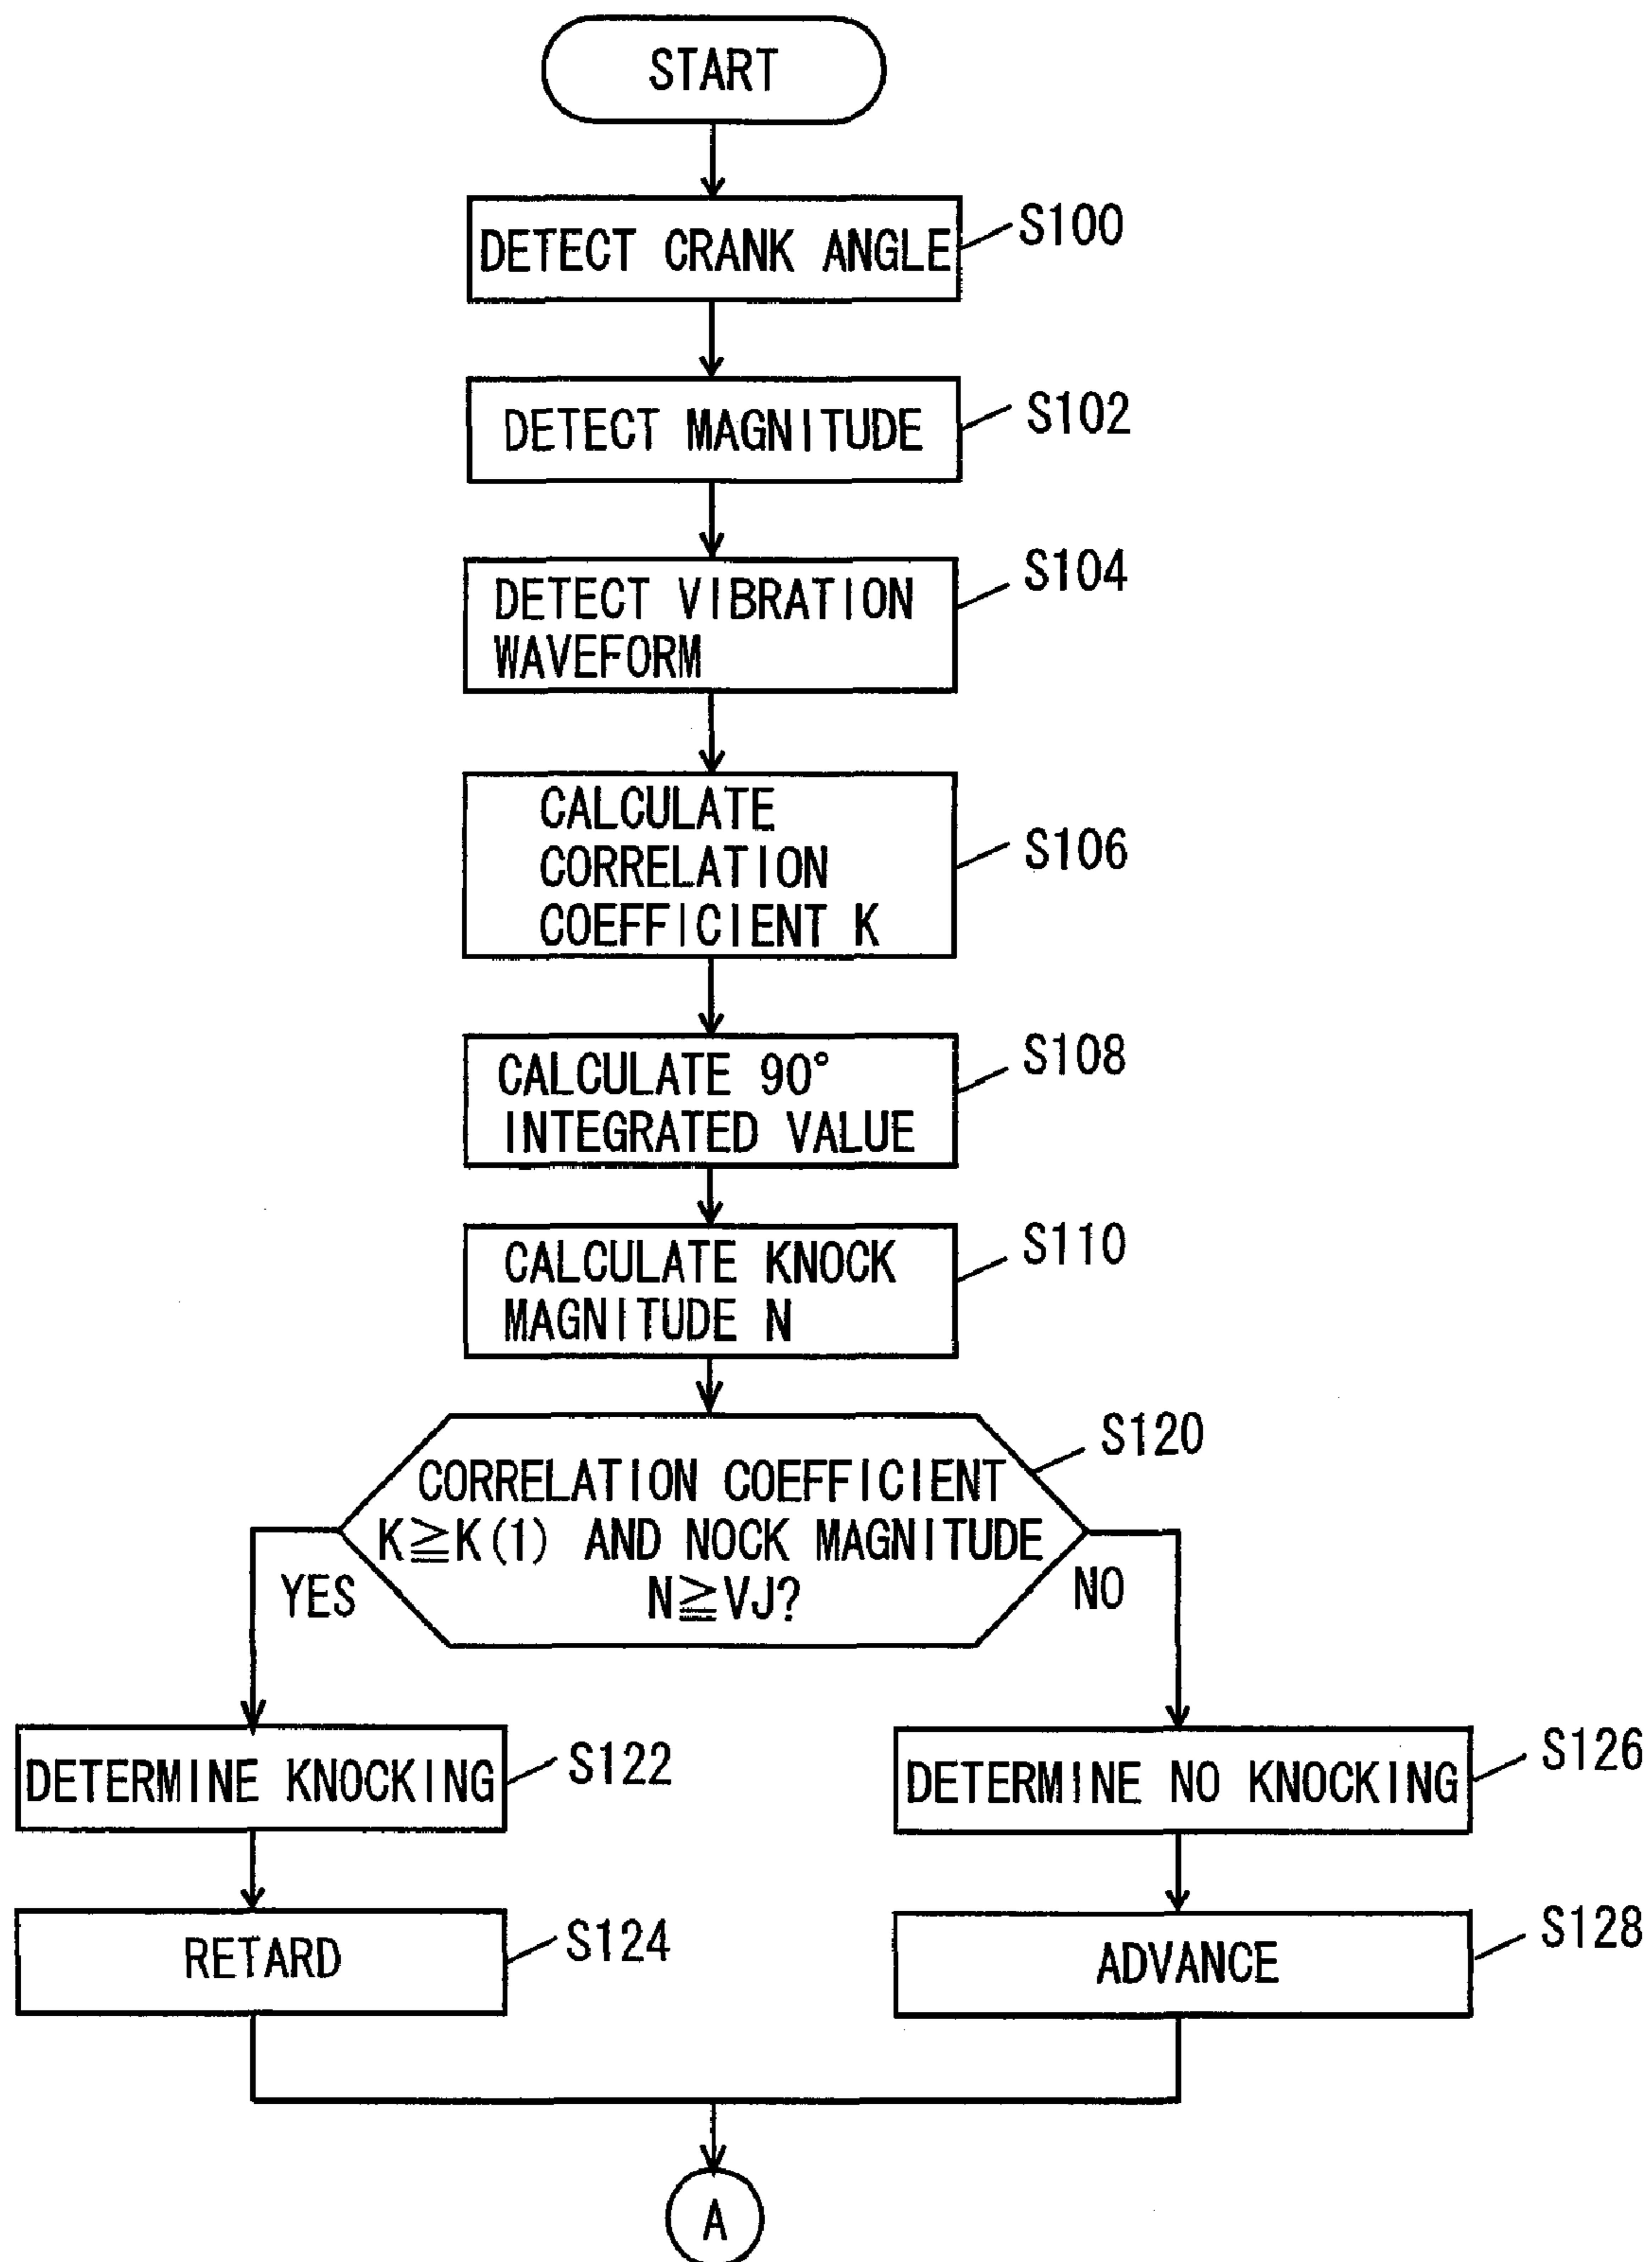 START
DETECT CRANK ANGLE
S100
DETECT MAGNITUDE
S102
DETECT VIBRATION
WAVEFORM
S104
CALCULATE
CORRELATION
COEFFICIENT K
S106
CALCULATE 90°
INTEGRATED VALUE
S108
CALCULATE KNOCK
MAGNITUDE N
S110
S120
CORRELATION COEFFICIENT
K≧K(1) AND NOCK MAGNITUDE
N≧VJ?
YES
NO
DETERMINE KNOCKING
S122
DETERMINE NO KNOCKING
S126
RETARD
S124
ADVANCE
S128
A